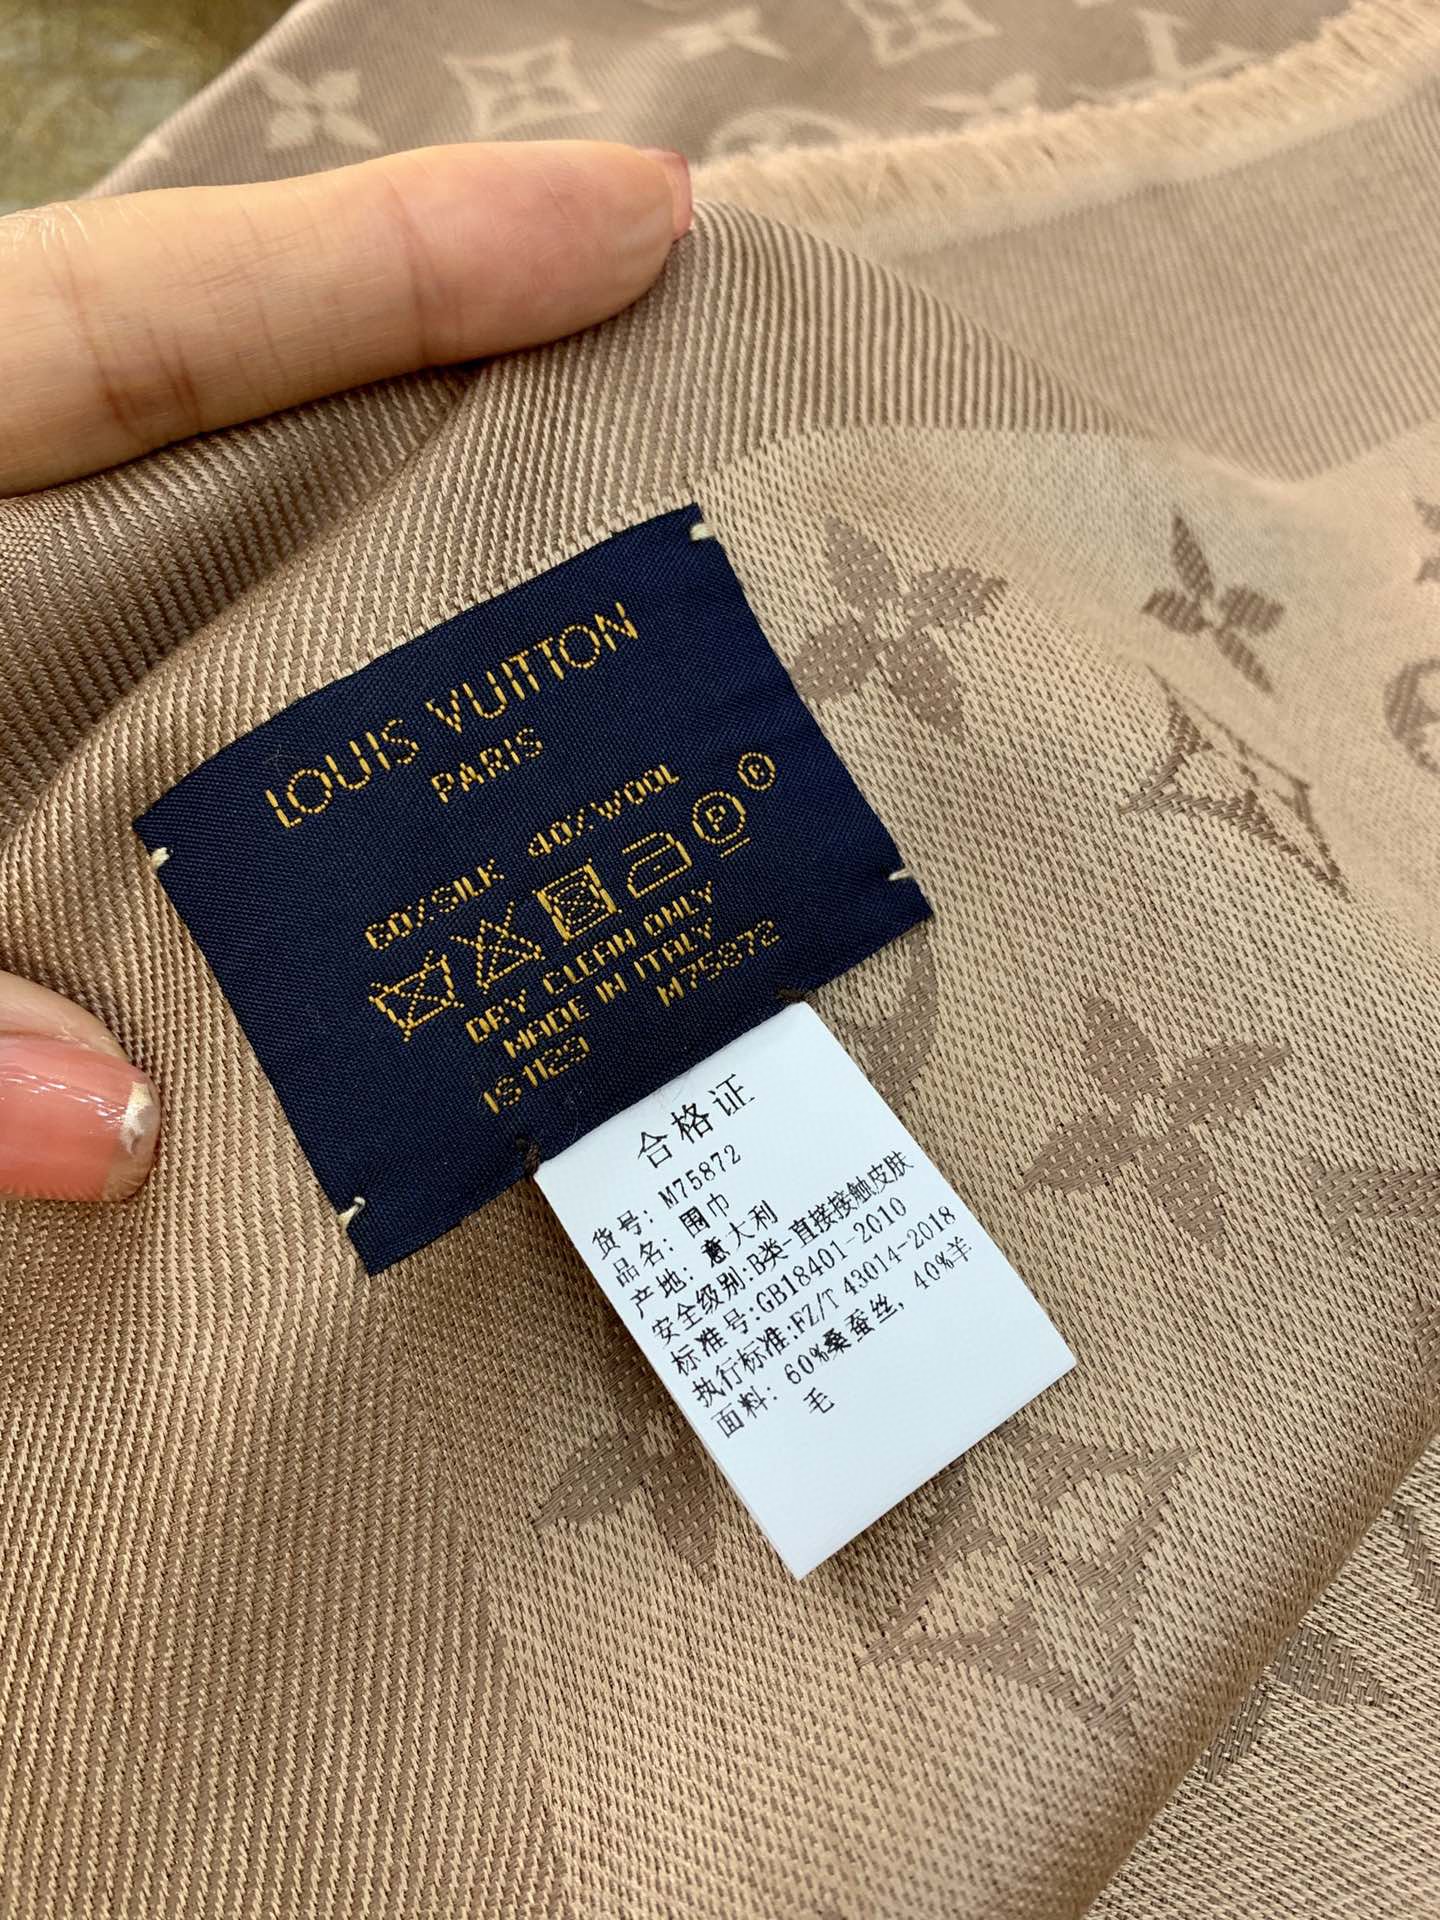 LOUIS VUITTON
PARIS
60%SILK 40%WOOL
P
DRY CLEAN ONLY
MADE IN ITALY
M75872
合格证
货号: M75872
品名: 围巾
产地: 意大利
安全级别:B类-直接接触皮肤
标准号:GB18401-2010
执行标准:FZ/T 43014-2018
面料: 60%桑蚕丝, 40%羊
毛